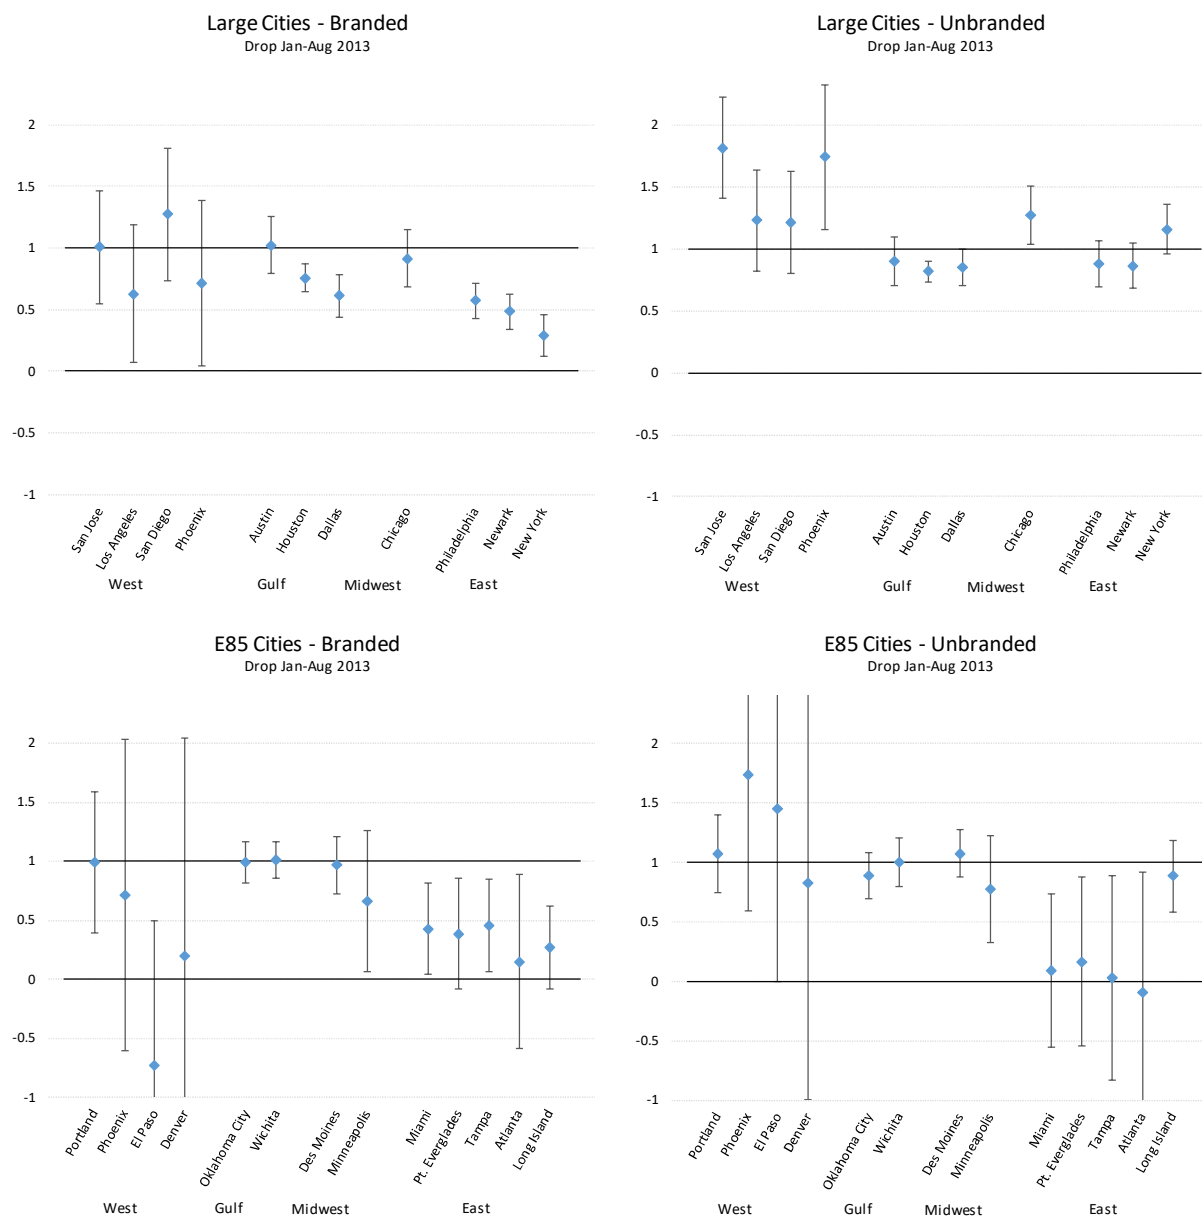 Large Cities - Branded
Drop Jan-Aug 2013
2
1.5
1
0.5
0
-0.5
-1
San Jose
Los Angeles
San Diego
Phoenix
Austin
Houston
Dallas
Chicago
Philadelphia
Newark
New York
West
Gulf
Midwest
East
Large Cities - Unbranded
Drop Jan-Aug 2013
2
1.5
1
0.5
0
-0.5
-1
San Jose
Los Angeles
San Diego
Phoenix
Austin
Houston
Dallas
Chicago
Philadelphia
Newark
New York
West
Gulf
Midwest
East
E85 Cities - Branded
Drop Jan-Aug 2013
2
1.5
1
0.5
0
-0.5
-1
Portland
Phoenix
El Paso
Denver
Oklahoma City
Wichita
Des Moines
Minneapolis
Miami
Pt. Everglades
Tampa
Atlanta
Long Island
West
Gulf
Midwest
East
E85 Cities - Unbranded
Drop Jan-Aug 2013
2
1.5
1
0.5
0
-0.5
-1
Portland
Phoenix
El Paso
Denver
Oklahoma City
Wichita
Des Moines
Minneapolis
Miami
Pt. Everglades
Tampa
Atlanta
Long Island
West
Gulf
Midwest
East